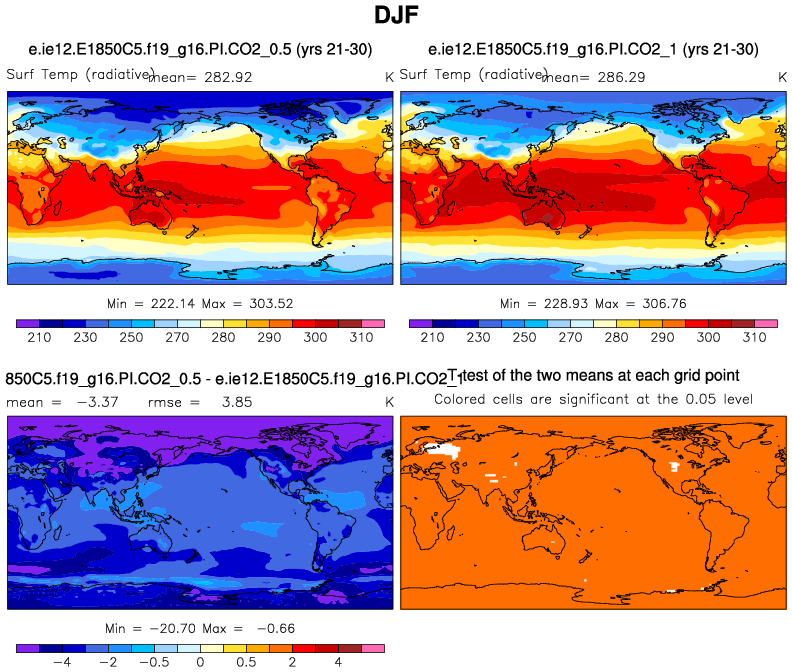 DJF
e.ie12.E1850C5.f19_g16.PI.CO2_0.5 (yrs 21-30)
e.ie12.E1850C5.f19_g16.PI.CO2_1 (yrs 21-30)
Surf Temp (radiative) mean= 282.92 K
Surf Temp (radiative) mean= 286.29 K
Min = 222.14 Max = 303.52
Min = 228.93 Max = 306.76
210 230 250 270 280 290 300 310
210 230 250 270 280 290 300 310
850C5.f19_g16.PI.CO2_0.5 - e.ie12.E1850C5.f19_g16.PI.CO2_1
T-test of the two means at each grid point
mean = -3.37 rmse = 3.85 K
Colored cells are significant at the 0.05 level
Min = -20.70 Max = -0.66
-4 -2 -0.5 0 0.5 2 4